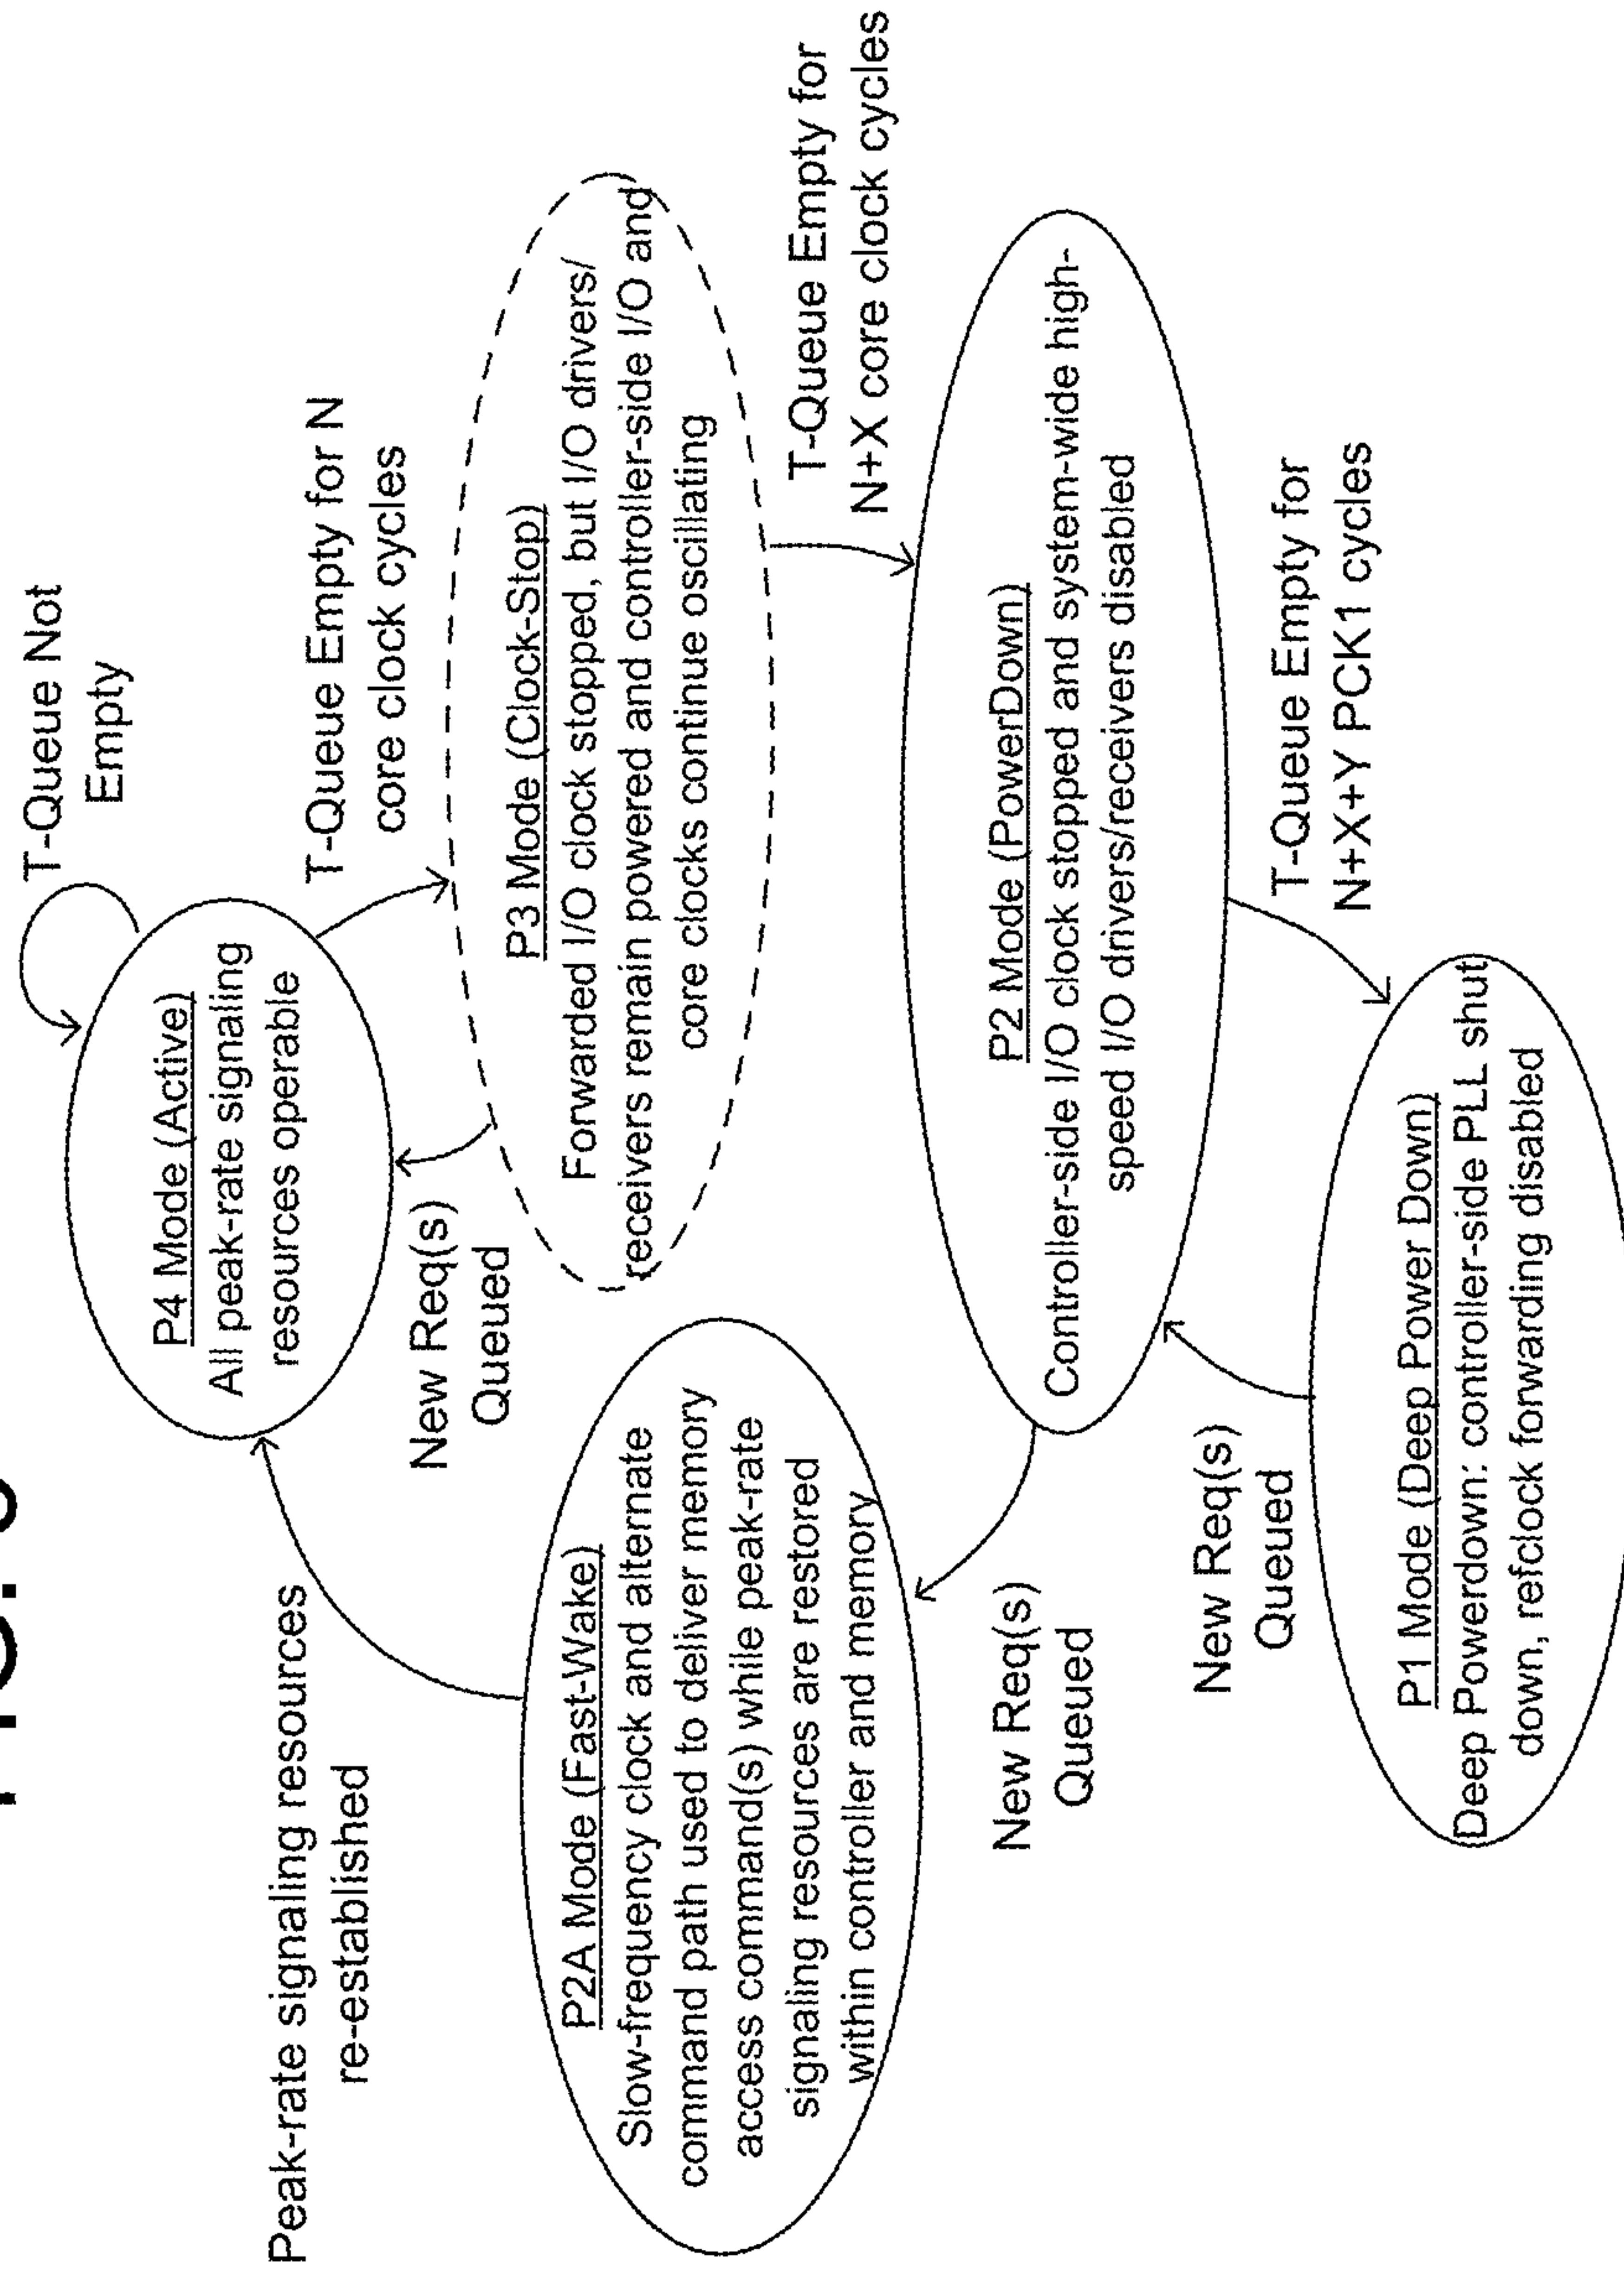 T-Queue Not
Empty
P4 Mode (Active)
All peak-rate signaling
resources operable
Peak-rate signaling resources
re-established
T-Queue Empty for N
core clock cycles
New Req(s)
Queued
P3 Mode (Clock-Stop)
Forwarded I/O clock stopped, but I/O drivers/
receivers remain powered and controller-side I/O and
core clocks continue oscillating
P2A Mode (Fast-Wake)
Slow-frequency clock and alternate
command path used to deliver memory
access command(s) while peak-rate
signaling resources are restored
within controller and memory
T-Queue Empty for
N+X core clock cycles
New Req(s)
Queued
P2 Mode (PowerDown)
Controller-side I/O clock stopped and system-wide high-
speed I/O drivers/receivers disabled
New Req(s)
Queued
T-Queue Empty for
N+X+Y PCK1 cycles
P1 Mode (Deep Power Down)
Deep Powerdown: controller-side PLL shut
down, refclock forwarding disabled